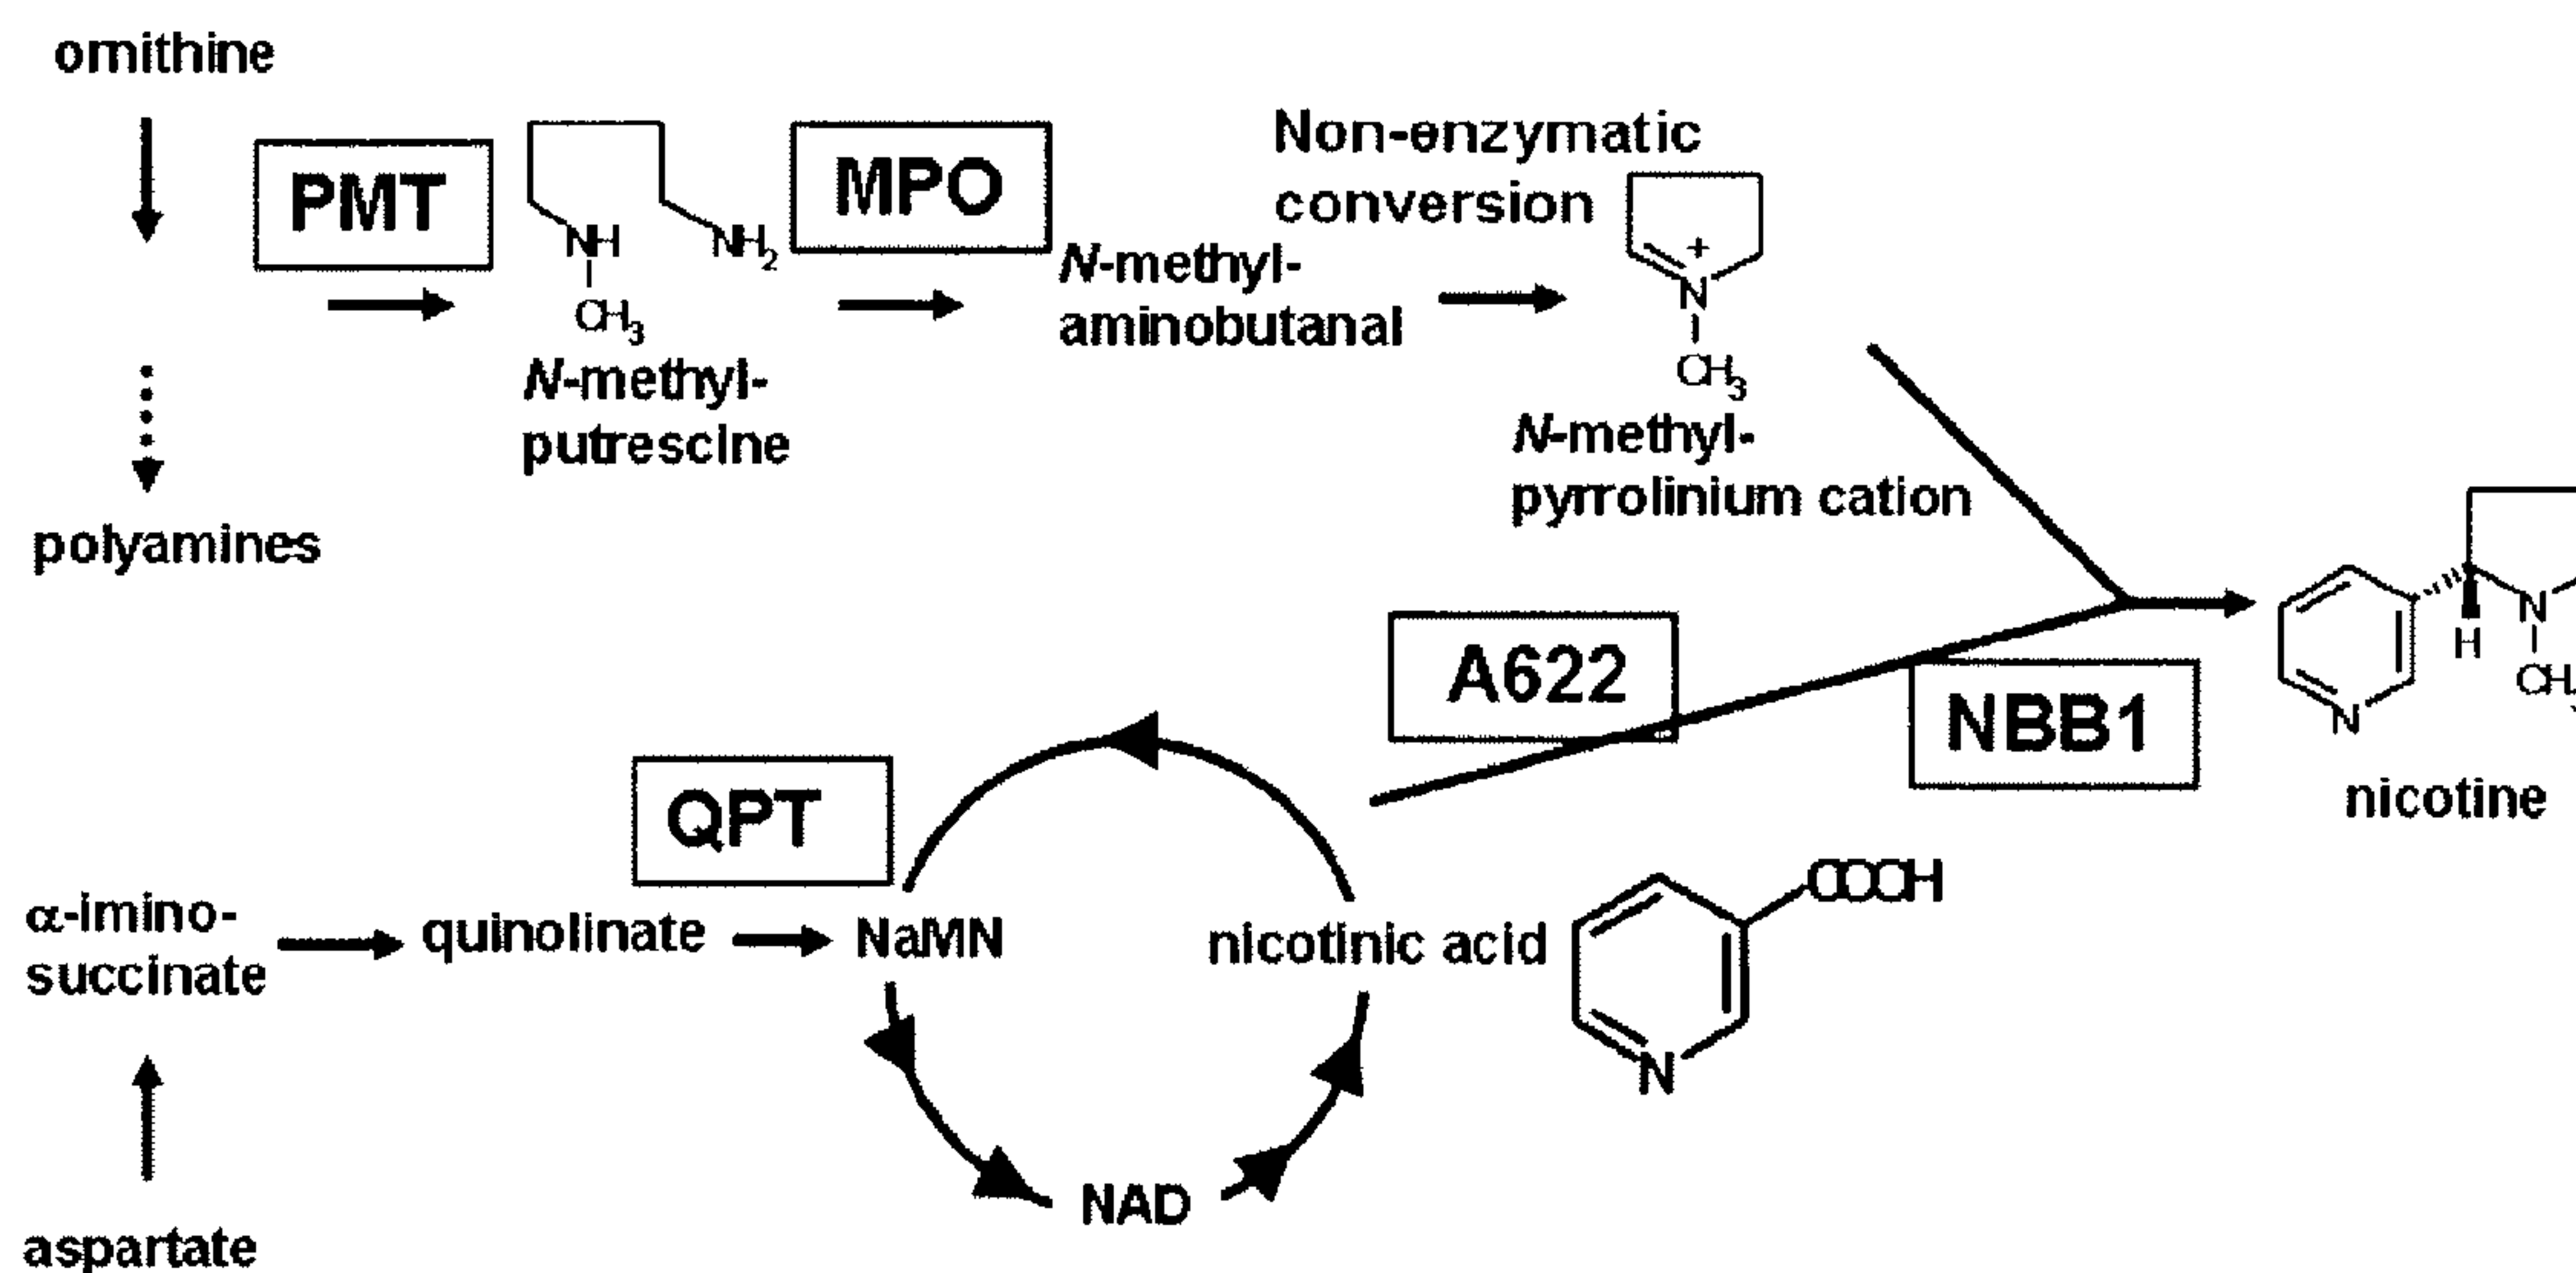 ornithine
PMT
NH
NH2
CH3
N-methyl-
putrescine
MPO
N-methyl-
aminobutanal
Non-enzymatic
conversion
+
N
CH3
N-methyl-
pyrrolinium cation
polyamines
A622
NBB1
N
H
N
CH
nicotine
QPT
α-imino-
succinate
quinolinate
NaMN
nicotinic acid
COOH
N
NAD
aspartate